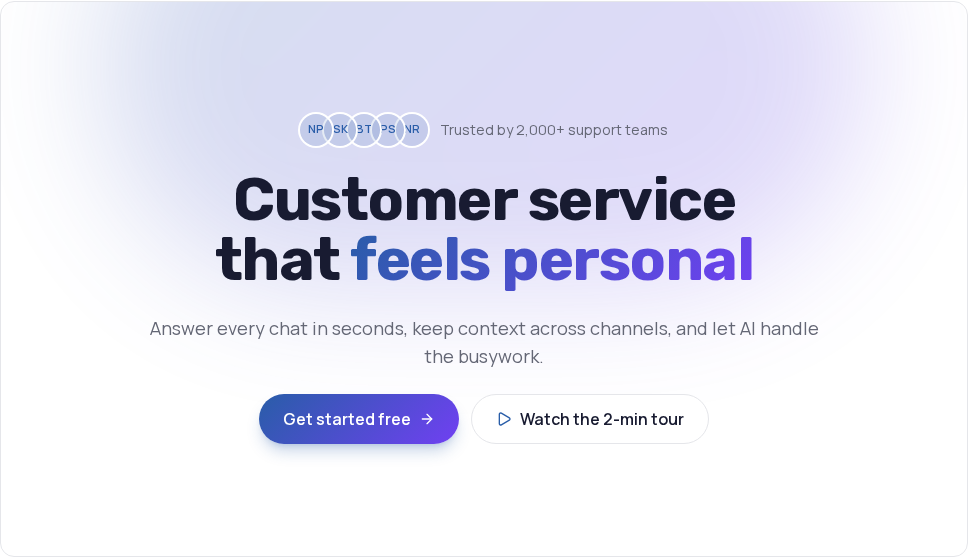 NP SK BT PS NR Trusted by 2,000+ support teams
Customer service
that feels personal
Answer every chat in seconds, keep context across channels, and let AI handle
the busywork.
Get started free Watch the 2-min tour